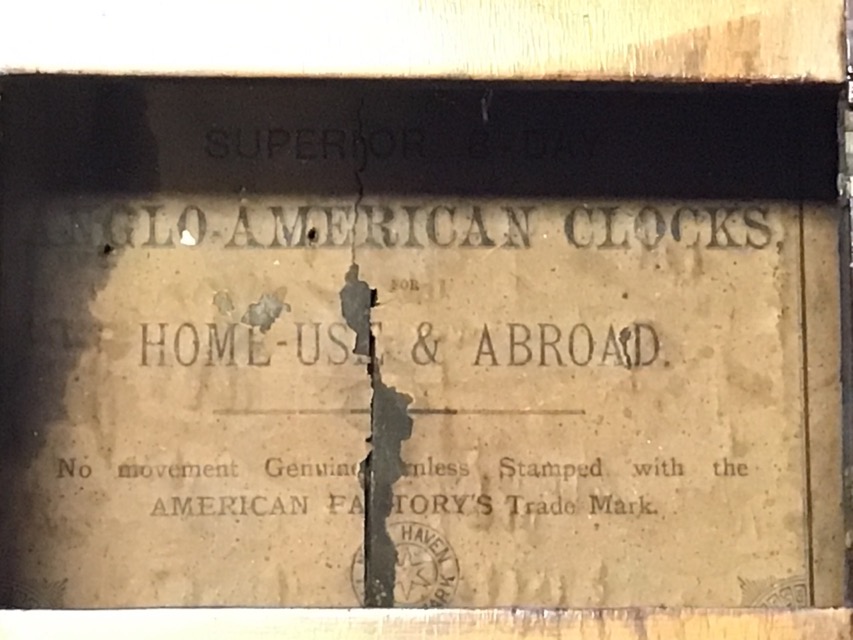 SUPERIOR 8-DAY
ANGLO-AMERICAN CLOCKS,
FOR
HOME-USE & ABROAD.
No movement Genuine unless Stamped with the
AMERICAN FACTORY'S Trade Mark.
HAVEN